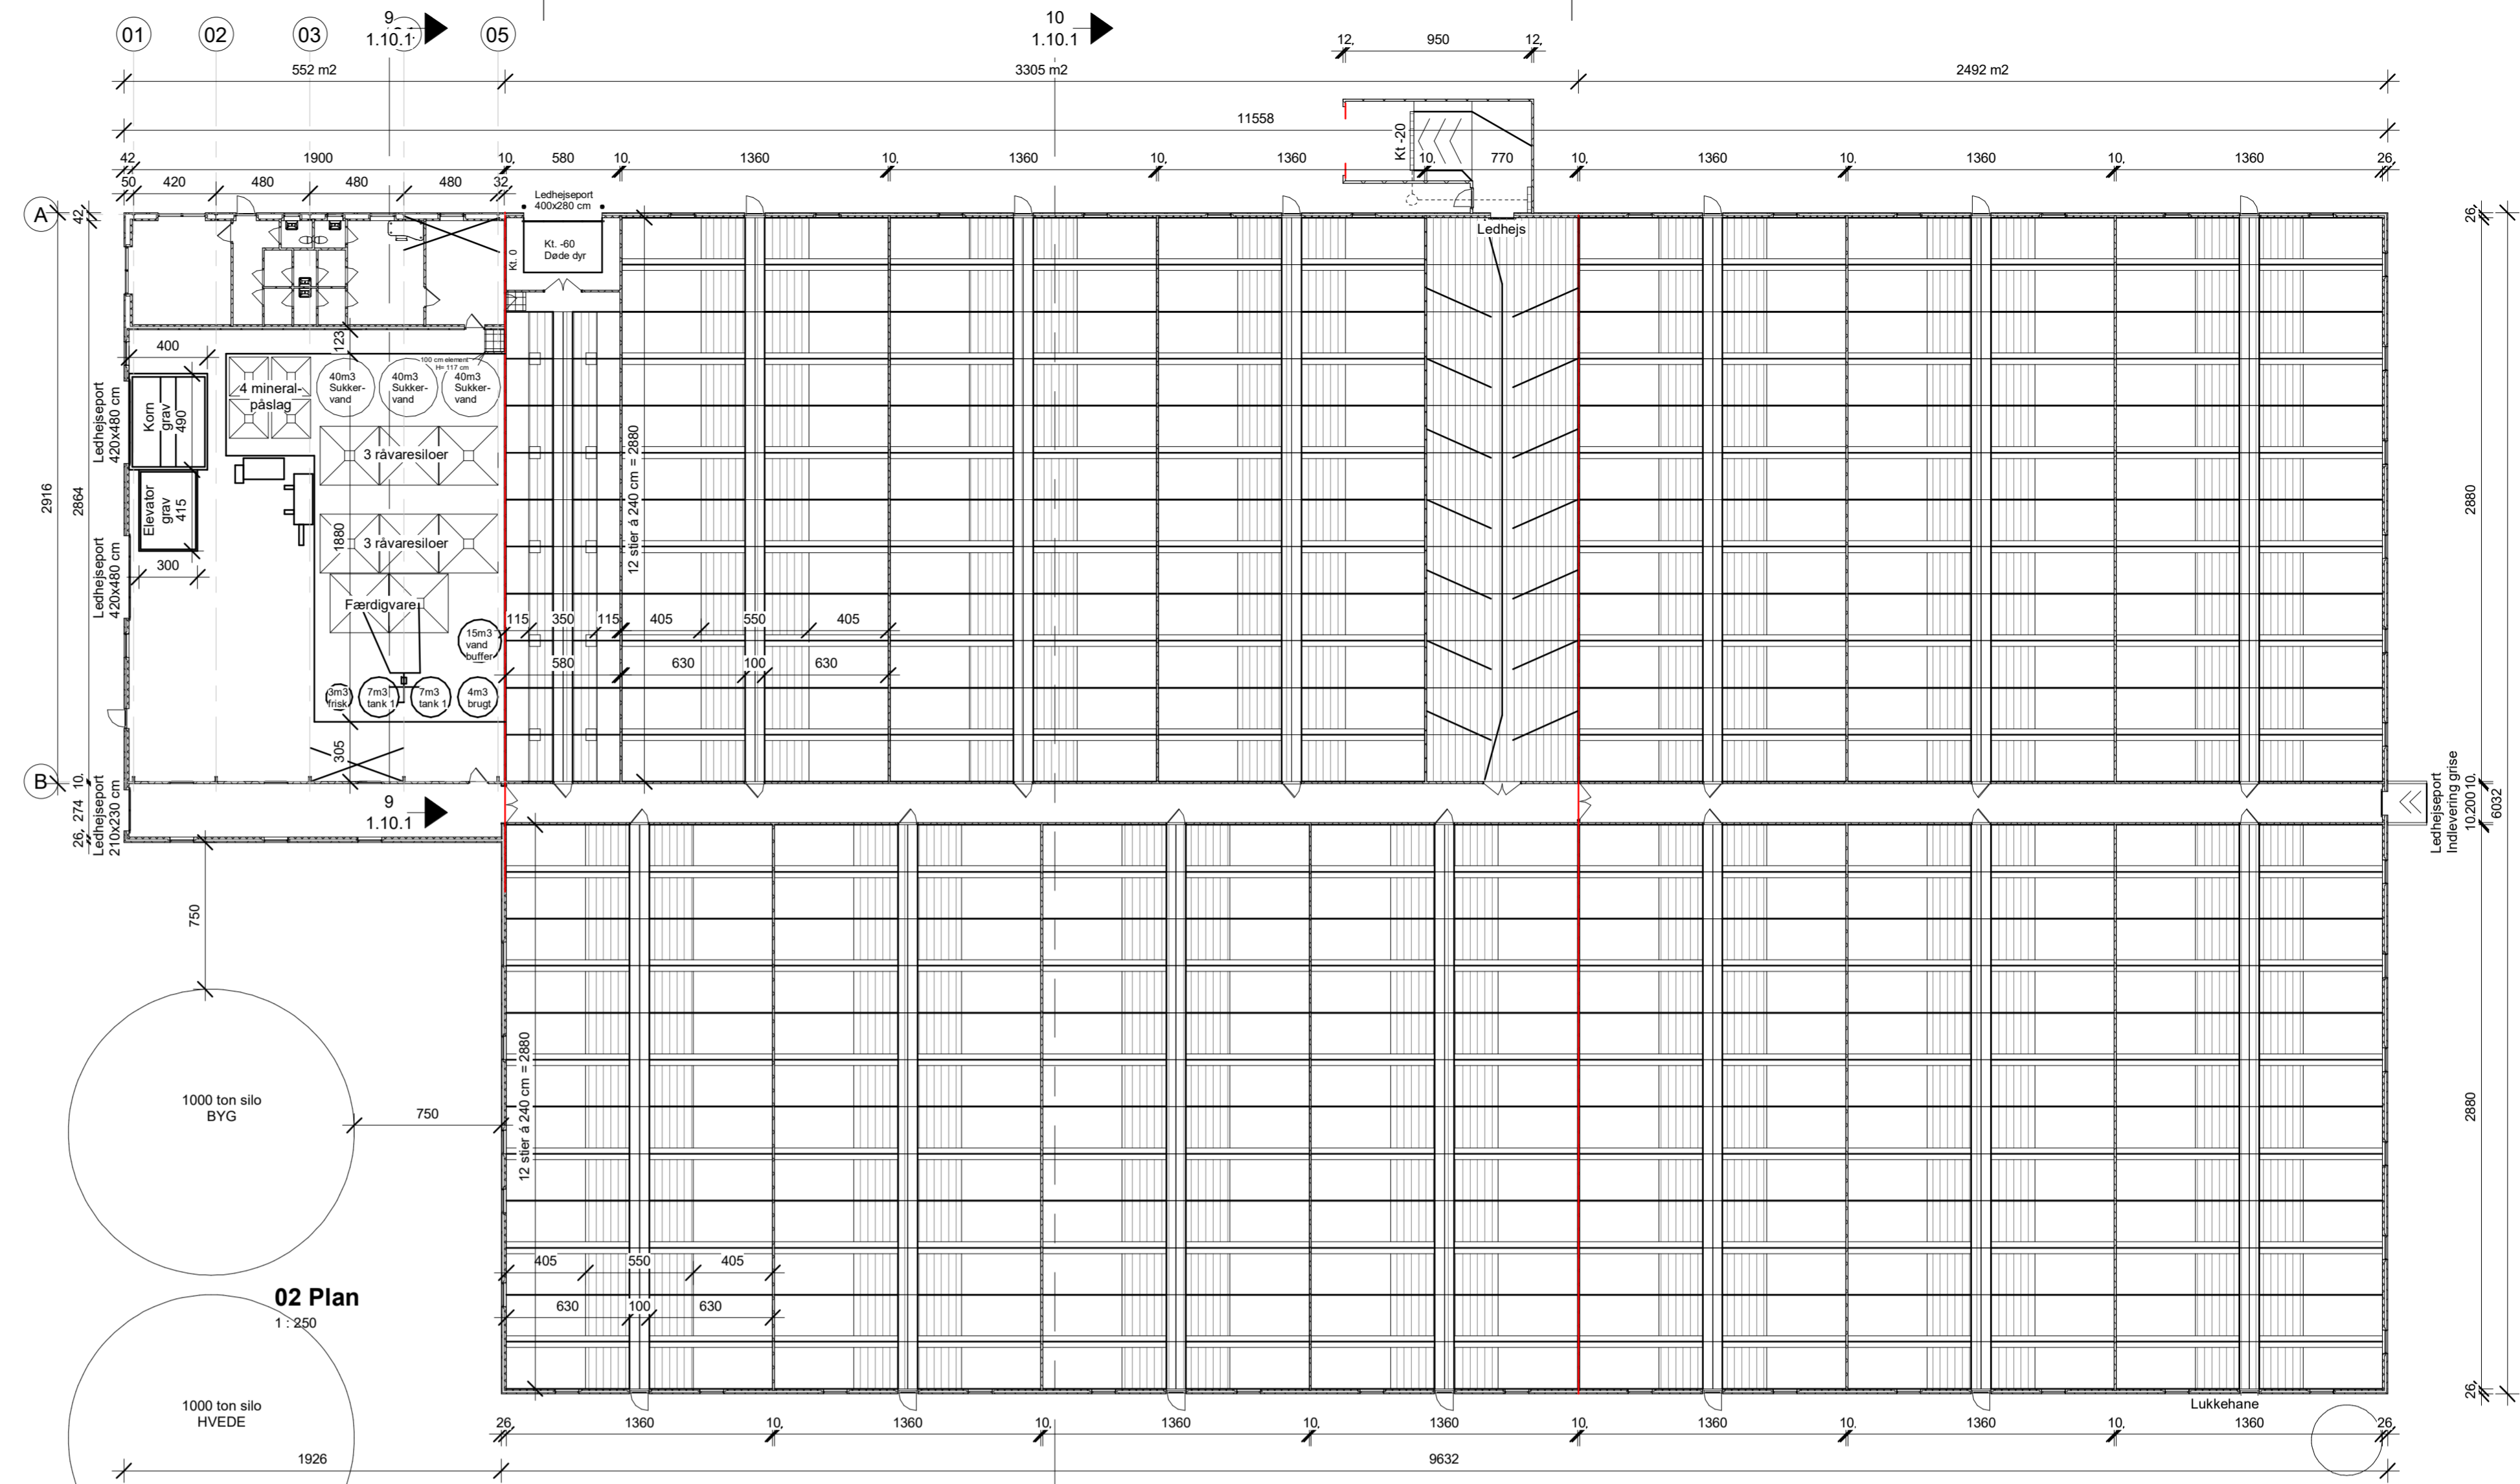 9
1.10.1
10
1.10.1
01
02
03
05
12,
950
12,
552 m2
3305 m2
2492 m2
11558
42
1900
10,
580
10,
1360
10,
1360
10,
1360
10,
770
10,
1360
10,
1360
10,
1360
26,
50
420
480
480
480
32
Kt -20
Ledhejseport
400x280 cm
A
42
26,
Kt. 0
Kt. -60
Døde dyr
Ledhejs
123
400
100 cm element
H= 117 cm
4 mineral-
påslag
40m3
Sukker-
vand
40m3
Sukker-
vand
40m3
Sukker-
vand
Ledhejseport
420x480 cm
Korn
grav
490
3 råvaresiloer
12 stier á 240 cm = 2880
2916
2864
2880
Elevator
grav
415
1880
3 råvaresiloer
300
Ledhejseport
420x480 cm
Færdigvare
115
350
115
405
550
405
15m3
vand
buffer
580
630
100
630
3m3
frisk
7m3
tank 1
7m3
tank 1
4m3
brugt
305
B
10.
274
26,
Ledhejseport
210x230 cm
9
1.10.1
Ledhejseport
Indlevering grise
10.
200
10.
6032
750
12 stier á 240 cm = 2880
2880
1000 ton silo
BYG
750
405
550
405
02 Plan
1 : 250
630
100
630
1000 ton silo
HVEDE
26,
Lukkehane
26,
1360
10,
1360
10,
1360
10,
1360
10,
1360
10,
1360
10,
1360
26,
1926
9632